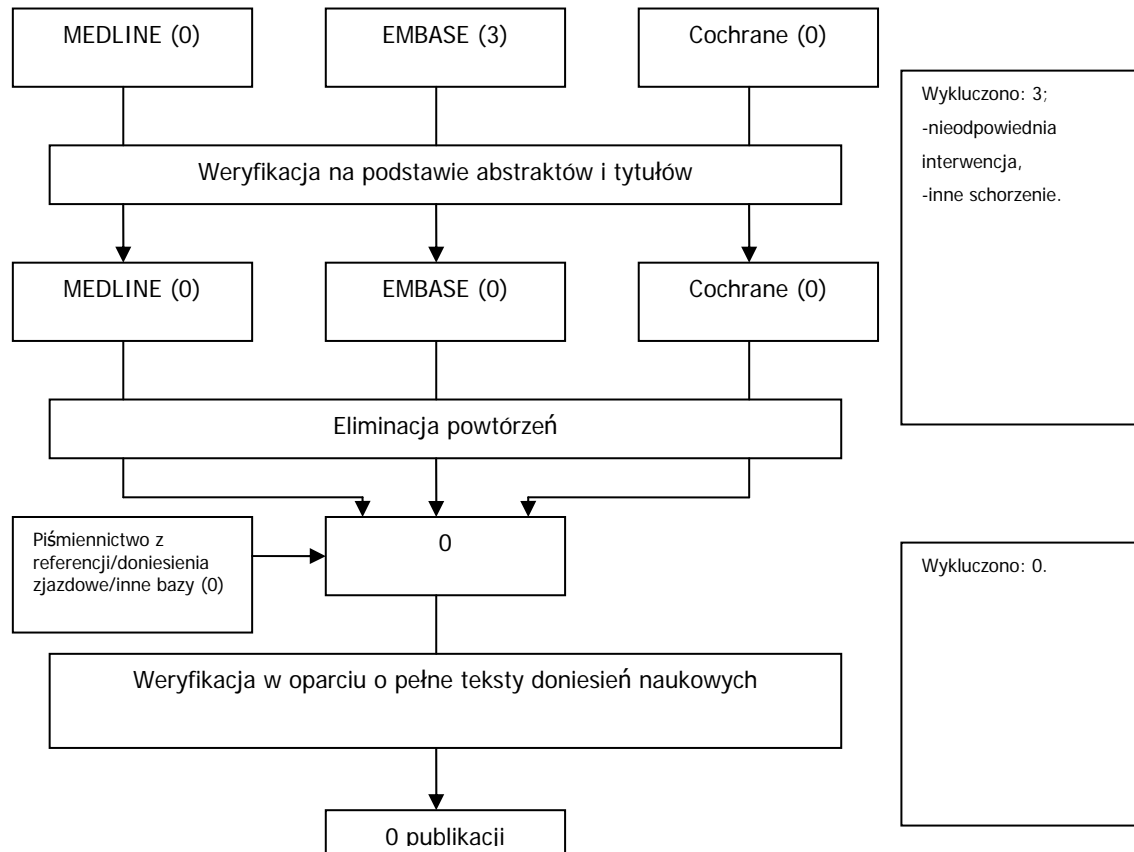 MEDLINE (0)
EMBASE (3)
Cochrane (0)
Wykluczono: 3;
-nieodpowiednia
interwencja,
-inne schorzenie.
Weryfikacja na podstawie abstraktów i tytułów
MEDLINE (0)
EMBASE (0)
Cochrane (0)
Eliminacja powtórzeń
Piśmiennictwo z
referencji/doniesienia
zjazdowe/inne bazy (0)
0
Wykluczono: 0.
Weryfikacja w oparciu o pełne teksty doniesień naukowych
0 publikacji